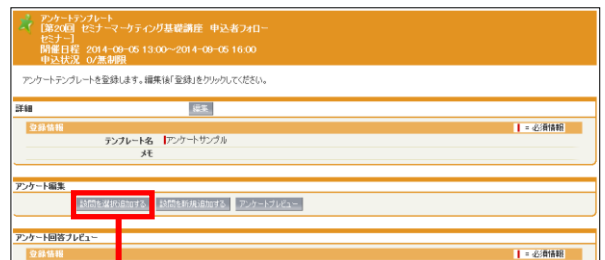 アンケートテンプレート
[第20回 セミナーマーケティング基礎講座 申込者フォロー
セミナー]
開催日程 2014-09-05 13:00～2014-09-05 16:00
申込状況 0/無制限
アンケートテンプレートを登録します。編集後「登録」をクリックしてください。
詳細 編集
登録情報 = 必須情報
テンプレート名 アンケートサンプル
メモ
アンケート編集
設問を選択追加する 設問を新規追加する アンケートプレビュー
アンケート回答プレビュー
登録情報 = 必須情報